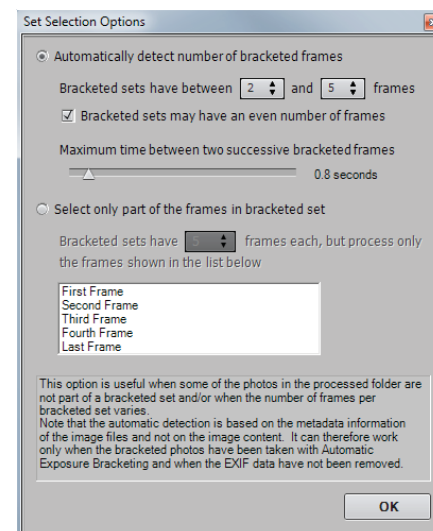 Set Selection Options
Automatically detect number of bracketed frames
Bracketed sets have between 2 and 5 frames
Bracketed sets may have an even number of frames
Maximum time between two successive bracketed frames
0.8 seconds
Select only part of the frames in bracketed set
Bracketed sets have 5 frames each, but process only
the frames shown in the list below
First Frame
Second Frame
Third Frame
Fourth Frame
Last Frame
This option is useful when some of the photos in the processed folder are
not part of a bracketed set and/or when the number of frames per
bracketed set varies.
Note that the automatic detection is based on the metadata information
of the image files and not on the image content. It can therefore work
only when the bracketed photos have been taken with Automatic
Exposure Bracketing and when the EXIF data have not been removed.
OK